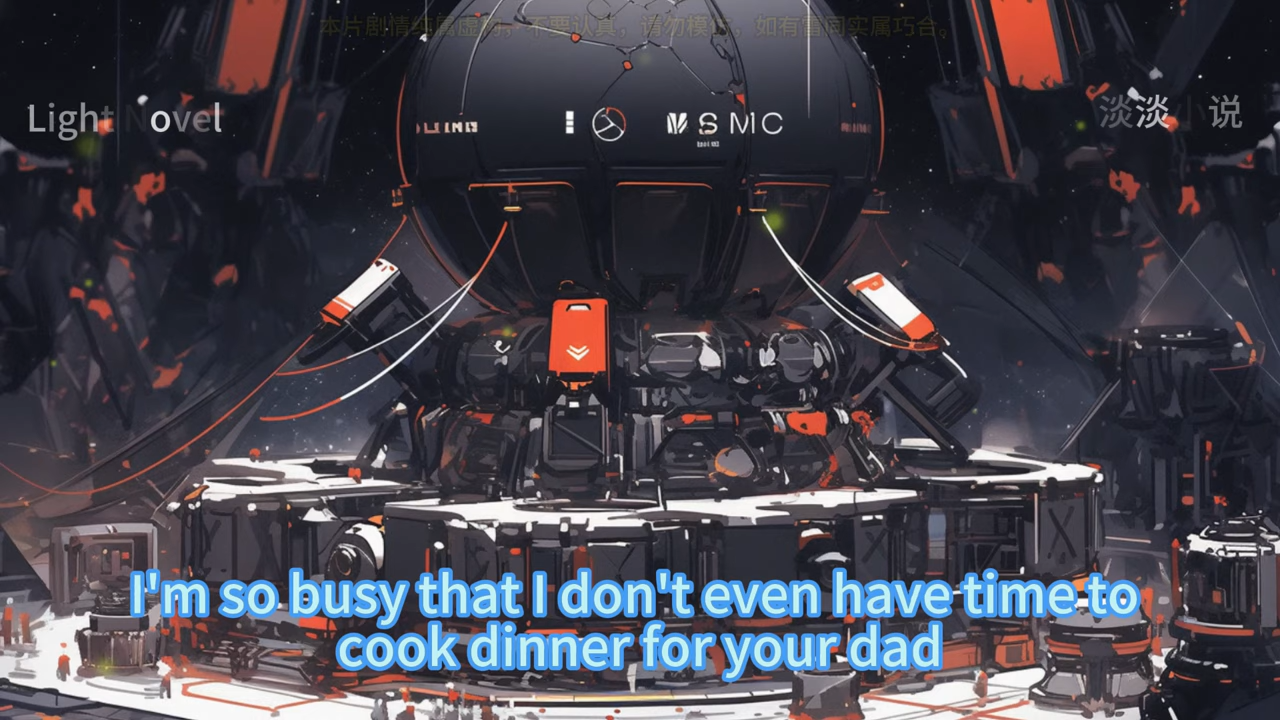 本片剧情纯属虚构，不要认真，请勿模仿，如有雷同实属巧合。
Light Novel
淡淡小说
SMC
I'm so busy that I don't even have time to
cook dinner for your dad